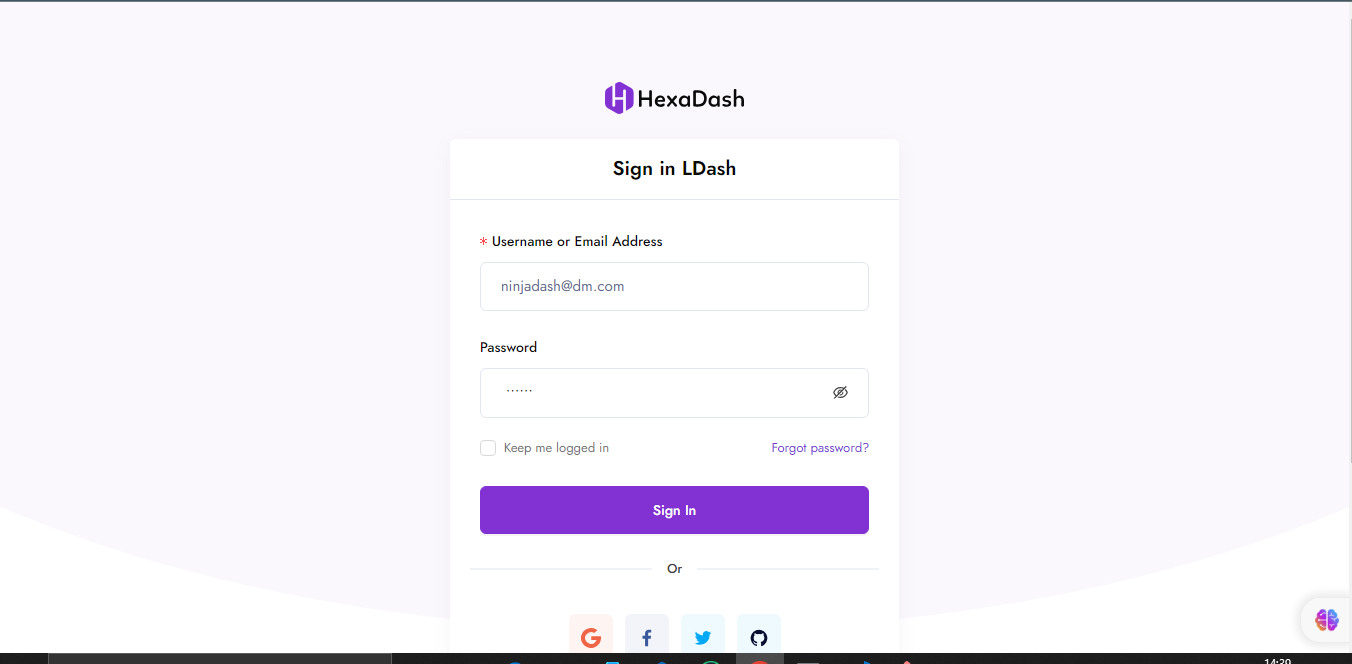 HexaDash
Sign in LDash
* Username or Email Address
ninjadash@dm.com
Password
Keep me logged in
Forgot password?
Sign In
Or
14:39